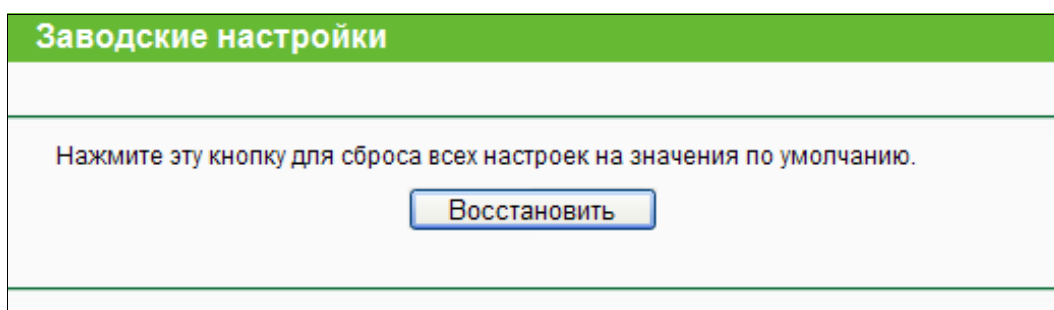 Заводские настройки
Нажмите эту кнопку для сброса всех настроек на значения по умолчанию.
Восстановить